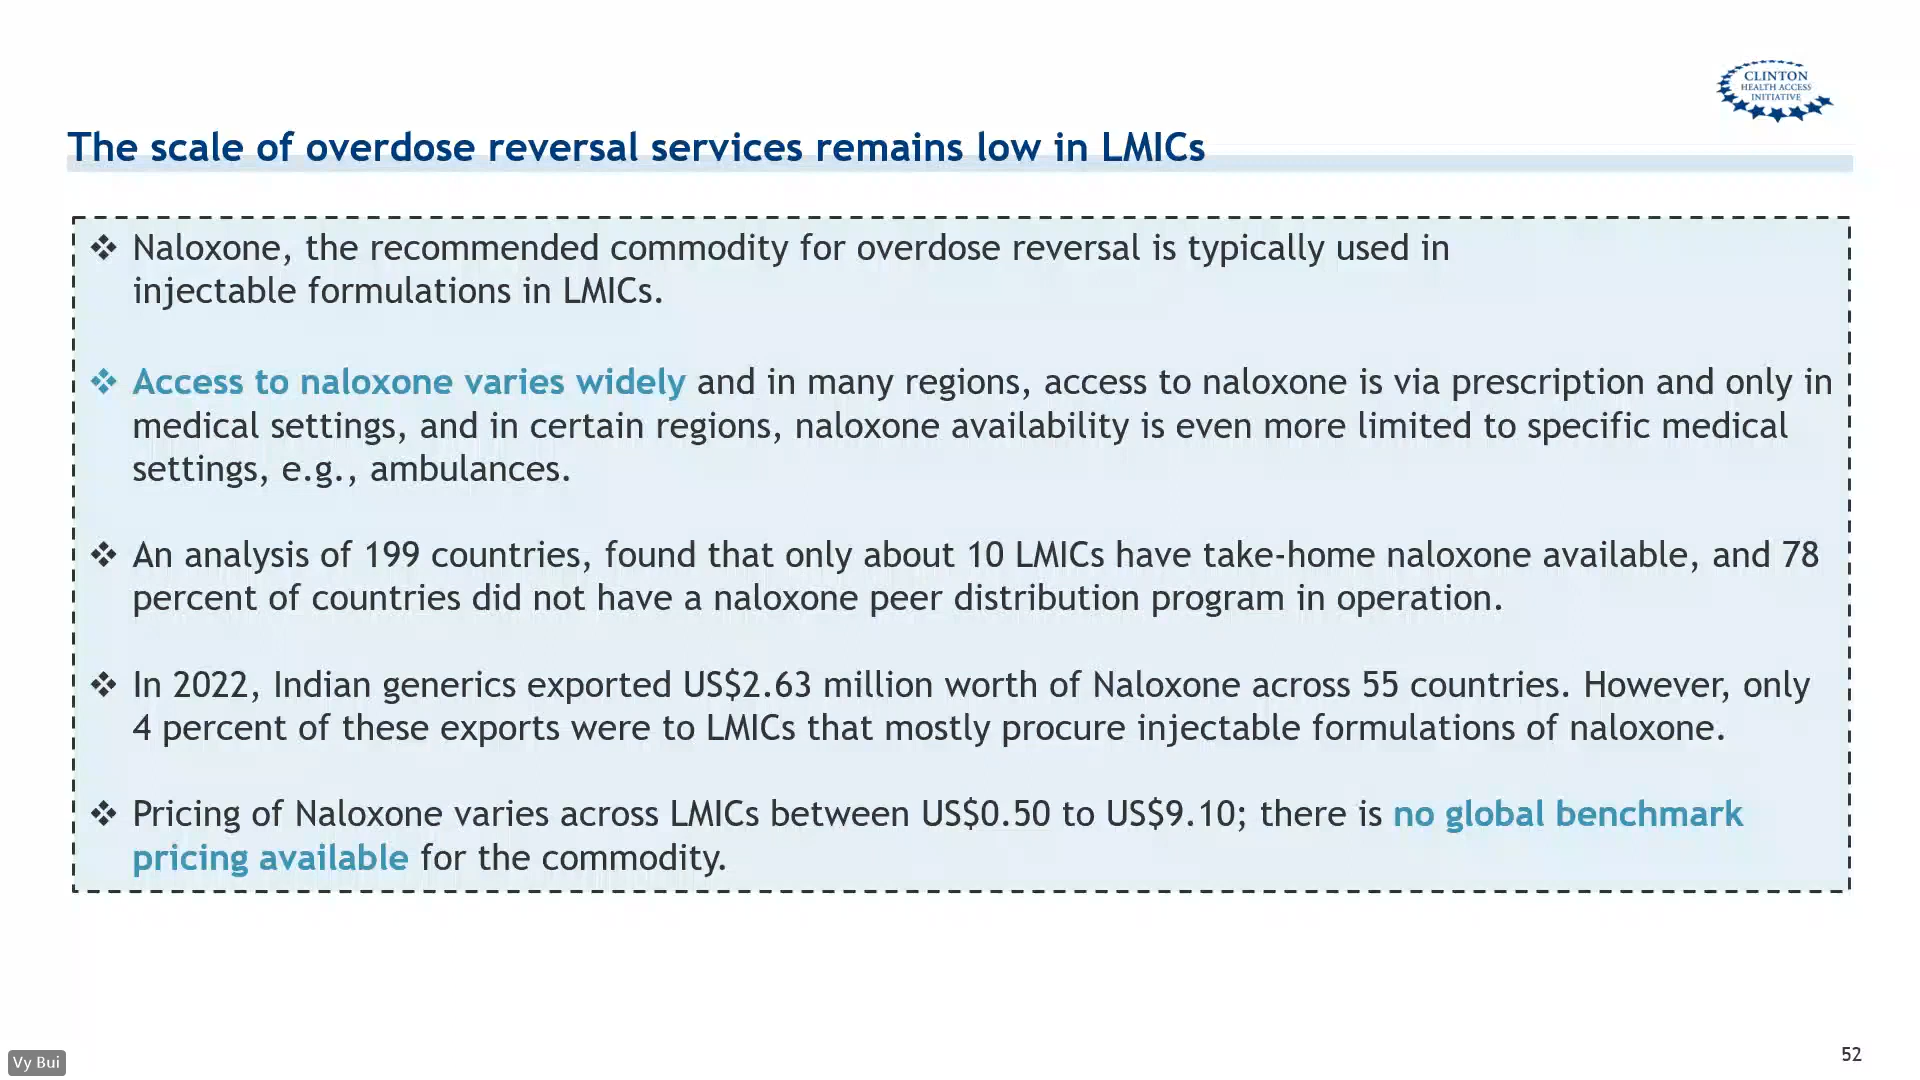 CLINTON
HEALTH ACCESS
INITIATIVE
The scale of overdose reversal services remains low in LMICs
❖ Naloxone, the recommended commodity for overdose reversal is typically used in
injectable formulations in LMICs.
❖ Access to naloxone varies widely and in many regions, access to naloxone is via prescription and only in
medical settings, and in certain regions, naloxone availability is even more limited to specific medical
settings, e.g., ambulances.
❖ An analysis of 199 countries, found that only about 10 LMICs have take-home naloxone available, and 78
percent of countries did not have a naloxone peer distribution program in operation.
❖ In 2022, Indian generics exported US$2.63 million worth of Naloxone across 55 countries. However, only
4 percent of these exports were to LMICs that mostly procure injectable formulations of naloxone.
❖ Pricing of Naloxone varies across LMICs between US$0.50 to US$9.10; there is no global benchmark
pricing available for the commodity.
Vy Bui
52